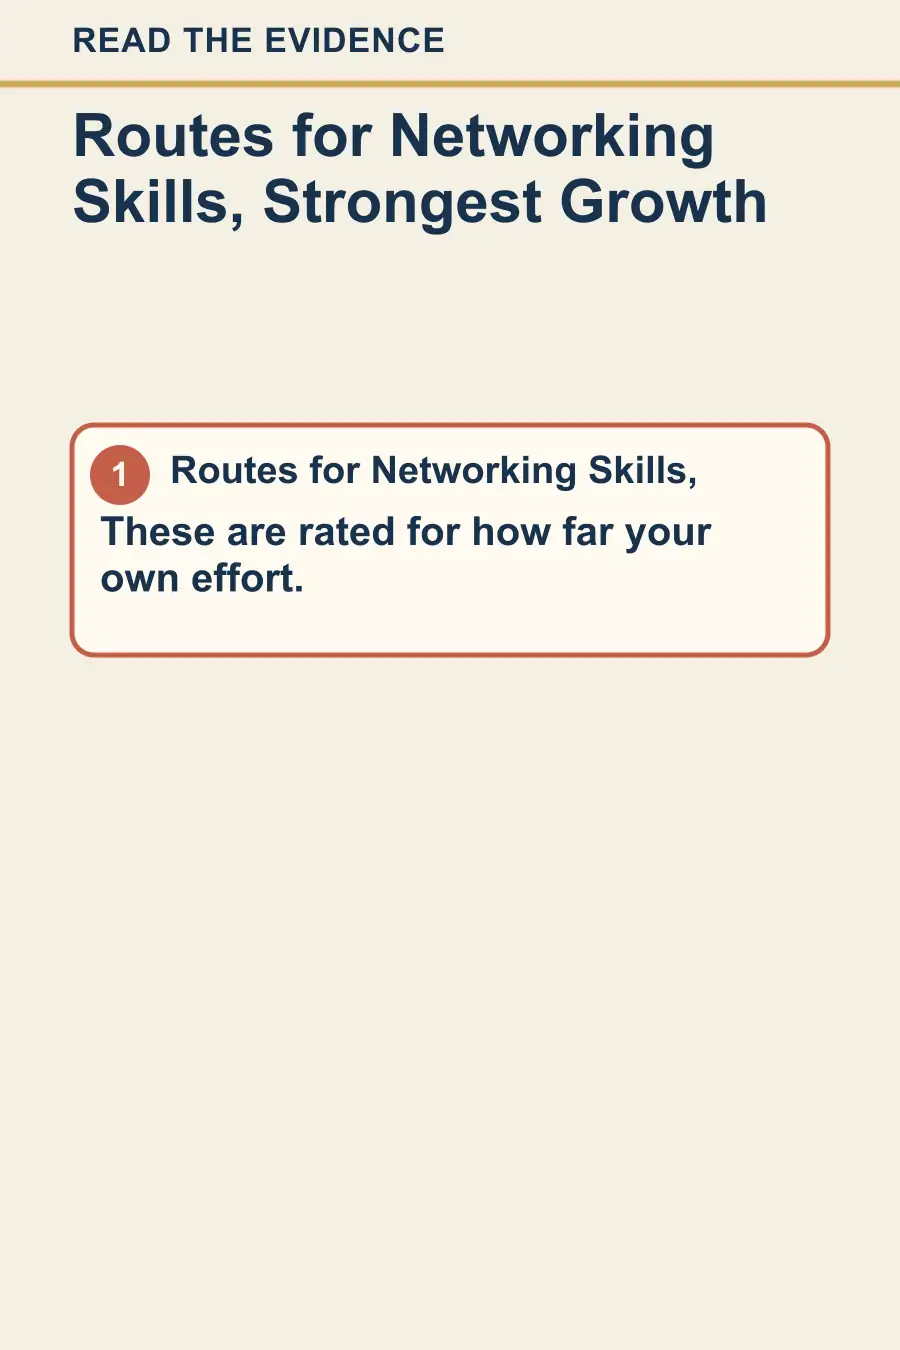 READ THE EVIDENCE
Routes for Networking
Skills, Strongest Growth
1 Routes for Networking Skills,
These are rated for how far your
own effort.